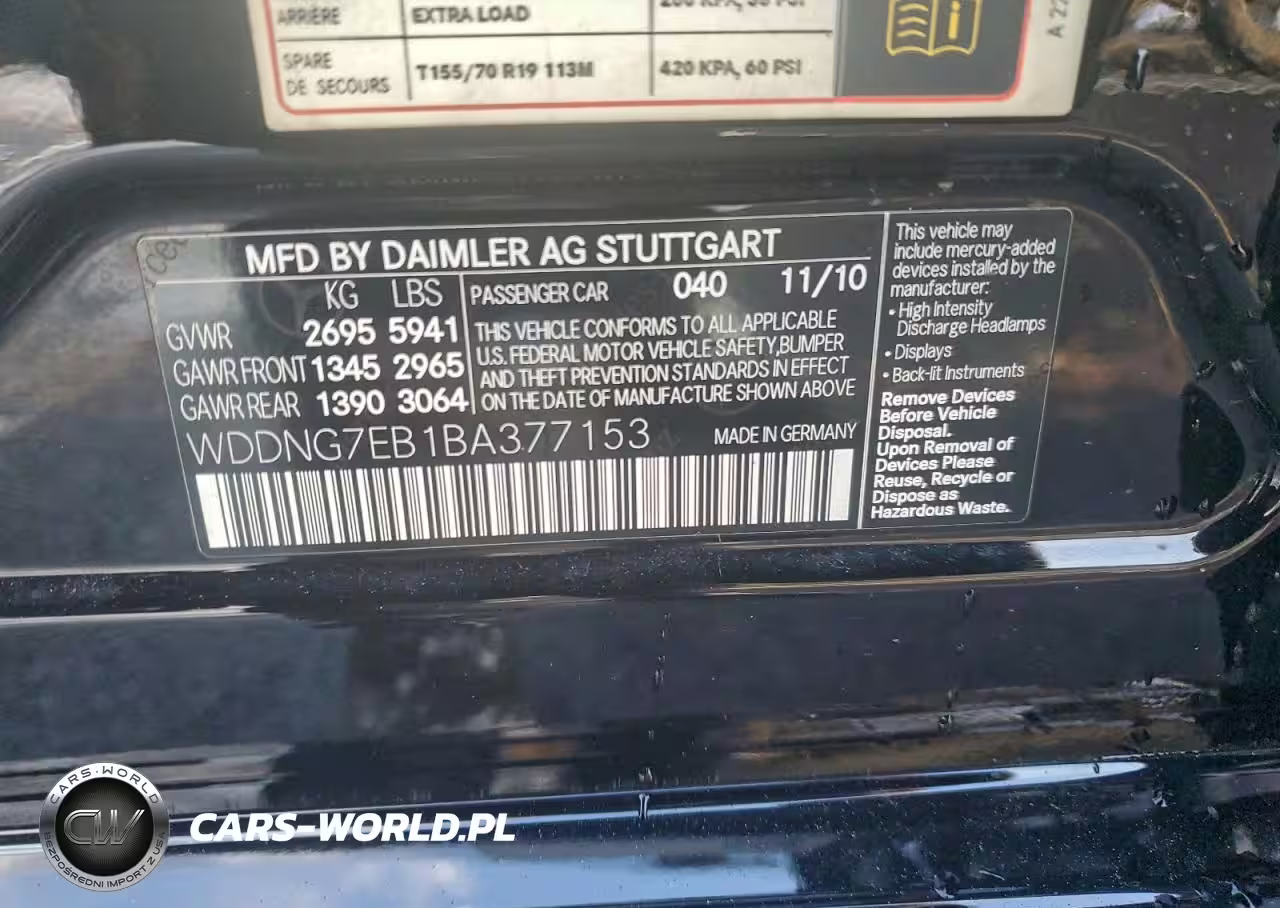 ARRIÈRE EXTRA LOAD
SPARE
DE SECOURS T155/70 R19 113M 420 KPA, 60 PSI
MFD BY DAIMLER AG STUTTGART
KG LBS
GVWR 2695 5941
GAWR FRONT 1345 2965
GAWR REAR 1390 3064
PASSENGER CAR 040 11/10
THIS VEHICLE CONFORMS TO ALL APPLICABLE
U.S. FEDERAL MOTOR VEHICLE SAFETY,BUMPER
AND THEFT PREVENTION STANDARDS IN EFFECT
ON THE DATE OF MANUFACTURE SHOWN ABOVE
WDDNG7EB1BA377153 MADE IN GERMANY
This vehicle may
include mercury-added
devices installed by the
manufacturer:
• High Intensity
Discharge Headlamps
• Displays
• Back-lit Instruments
Remove Devices
Before Vehicle
Disposal.
Upon Removal of
Devices Please
Reuse, Recycle or
Dispose as
Hazardous Waste.
CARS-WORLD
CW
BEZPOŚREDNI IMPORT Z USA
CARS-WORLD.PL